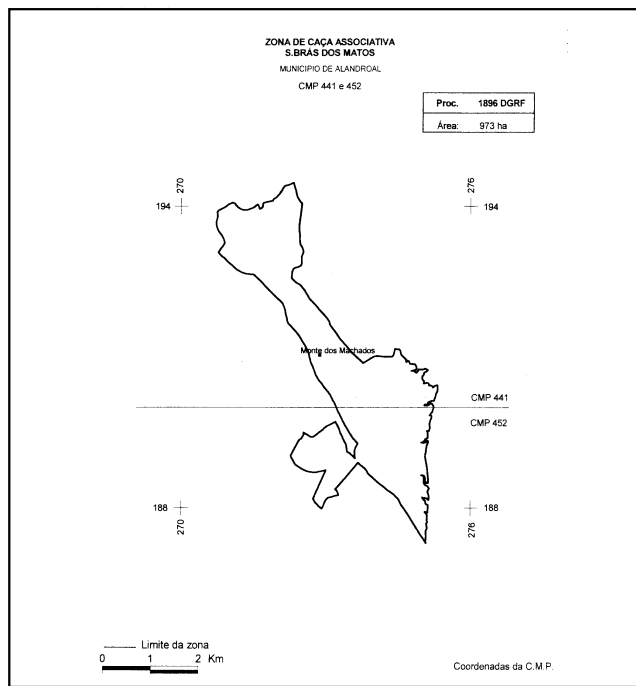 ZONA DE CAÇA ASSOCIATIVA
S.BRÁS DOS MATOS
MUNICIPIO DE ALANDROAL
CMP 441 e 452
Proc. 1896 DGRF
Área: 973 ha
270
276
194
194
Monte dos Machados
CMP 441
CMP 452
188
188
270
276
Limite da zona
0 1 2 Km
Coordenadas da C.M.P.